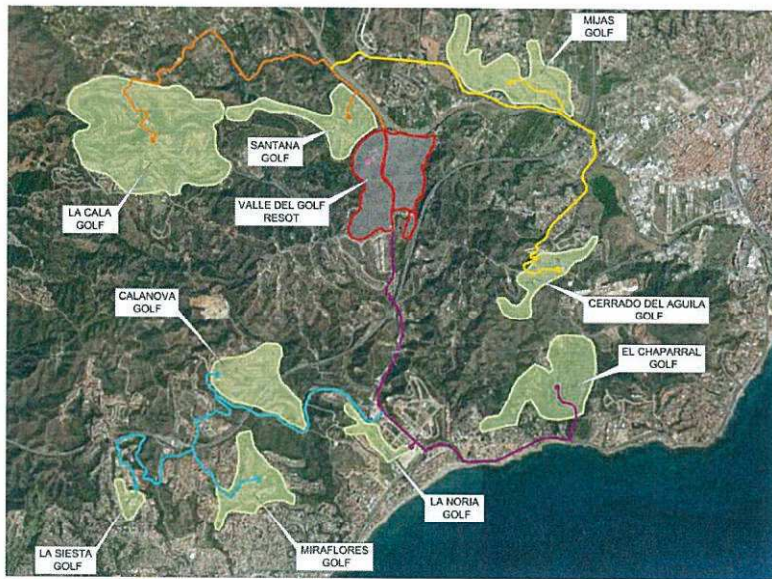 MIJAS
GOLF
SANTANA
GOLF
LA CALA
GOLF
VALLE DEL GOLF
RESOT
CERRADO DEL AGUILA
GOLF
CALANOVA
GOLF
EL CHAPARRAL
GOLF
LA NORIA
GOLF
LA SIESTA
GOLF
MIRAFLORES
GOLF